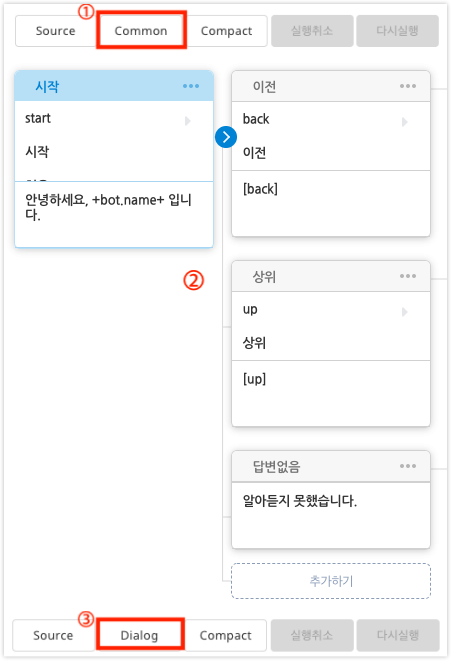 ①
Source Common Compact 실행취소 다시실행
시작 •••
start
시작
안녕하세요, +bot.name+ 입니
다.
이전 •••
back
이전
[back]
②
상위 •••
up
상위
[up]
답변없음 •••
알아듣지 못했습니다.
추가하기
③
Source Dialog Compact 실행취소 다시실행